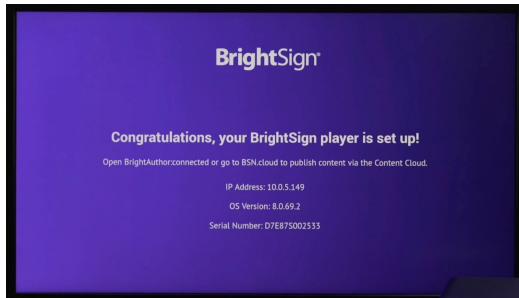 BrightSign®
Congratulations, your BrightSign player is set up!
Open BrightAuthor:connected or go to BSN.cloud to publish content via the Content Cloud.
IP Address: 10.0.5.149
OS Version: 8.0.69.2
Serial Number: D7E87S002533